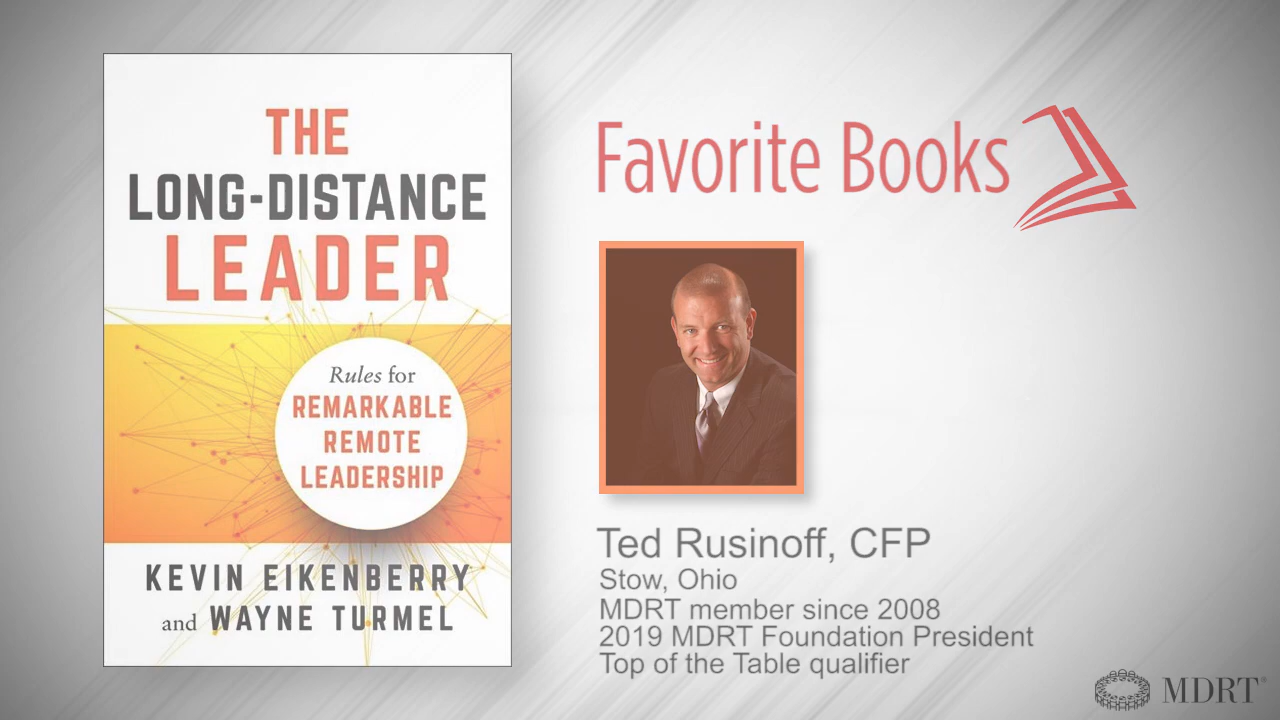 THE
LONG-DISTANCE
LEADER
Rules for
REMARKABLE
REMOTE
LEADERSHIP
KEVIN EIKENBERRY
and WAYNE TURMEL
Favorite Books
Ted Rusinoff, CFP
Stow, Ohio
MDRT member since 2008
2019 MDRT Foundation President
Top of the Table qualifier
MDRT®